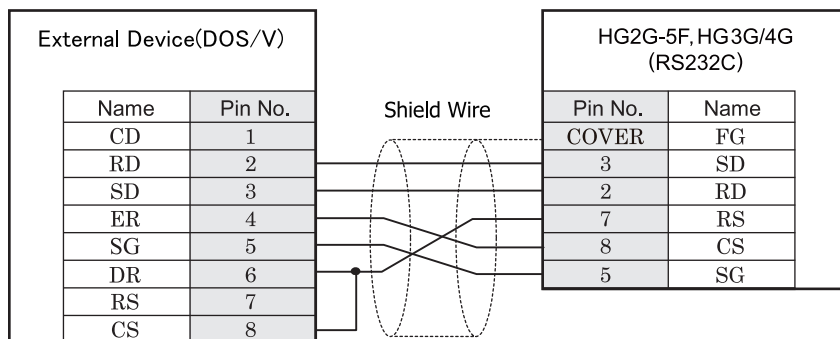 External Device(DOS/V)
HG2G-5F, HG3G/4G
(RS232C)
Shield Wire
Name Pin No.
CD 1
RD 2
SD 3
ER 4
SG 5
DR 6
RS 7
CS 8
Pin No. Name
COVER FG
3 SD
2 RD
7 RS
8 CS
5 SG